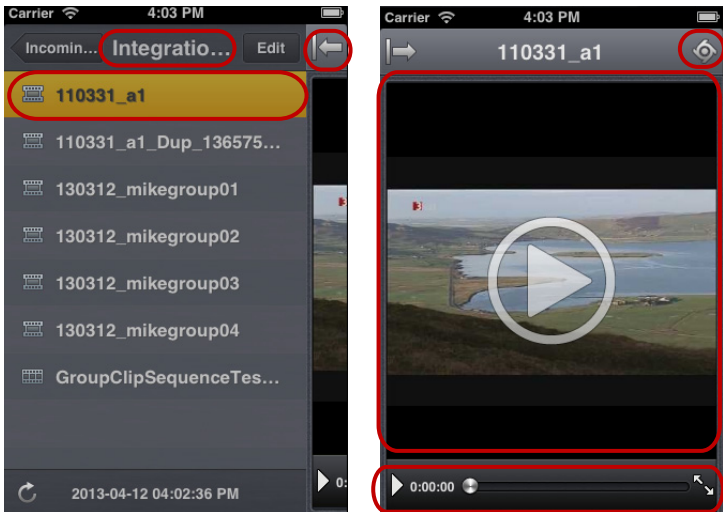 Carrier 4:03 PM
Incomin... Integratio... Edit
110331_a1
110331_a1_Dup_136575...
130312_mikegroup01
130312_mikegroup02
130312_mikegroup03
130312_mikegroup04
GroupClipSequenceTes...
2013-04-12 04:02:36 PM
0:
Carrier 4:03 PM
110331_a1
0:00:00